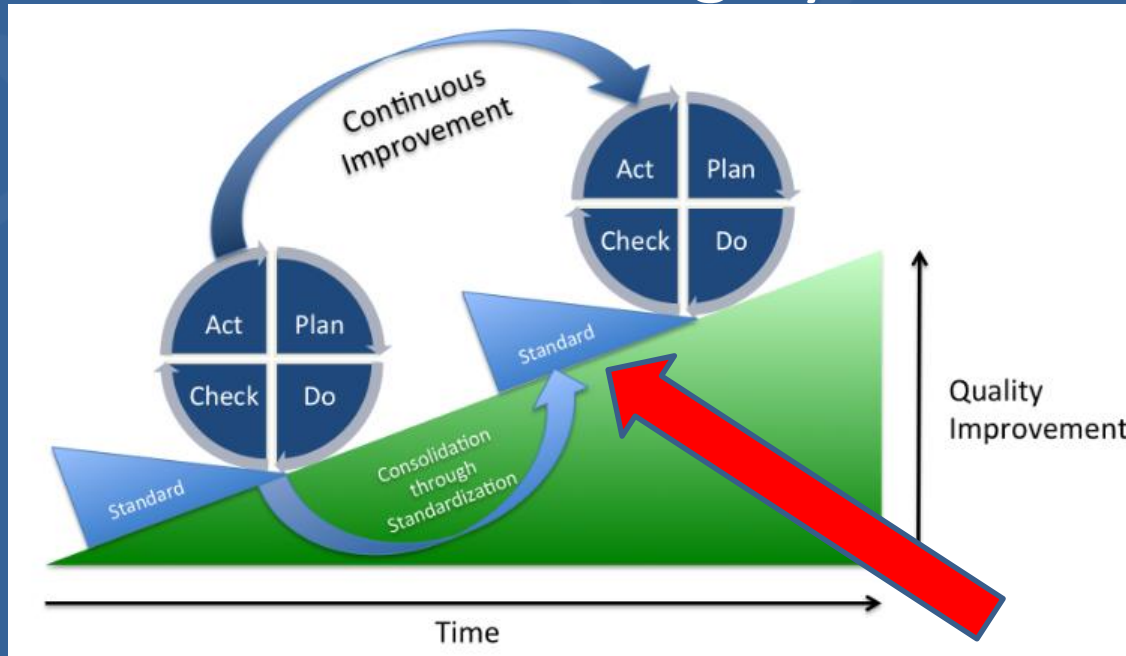 Continuous
Improvement
Act
Plan
Check
Do
Act
Plan
Check
Do
Standard
Standard
Consolidation
through
Standardization
Quality
Improvement
Time